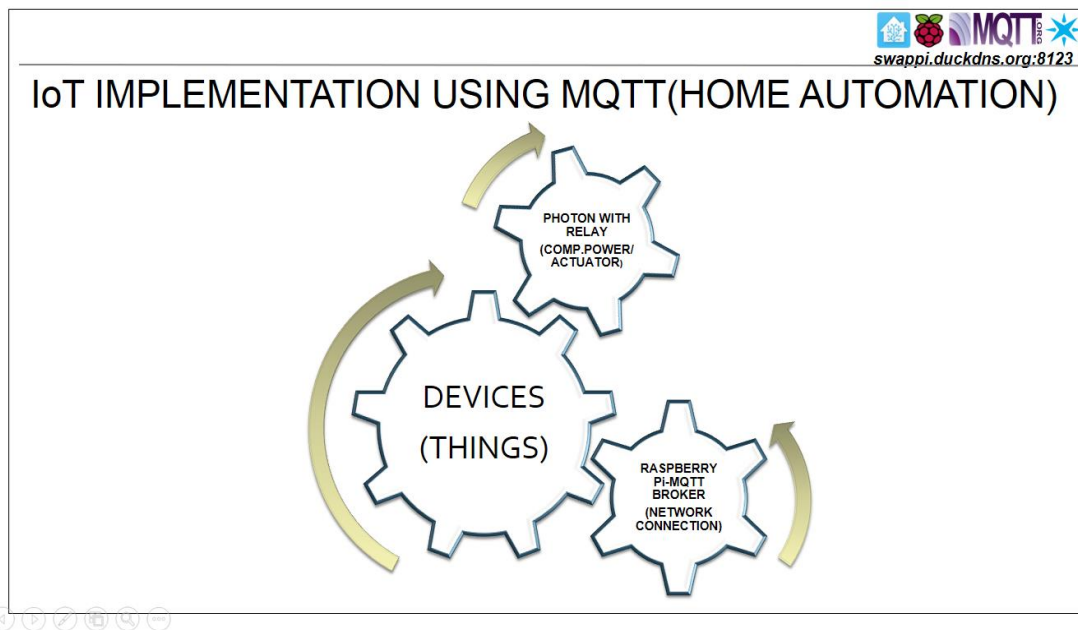 MQTT.ORG
swappi.duckdns.org:8123
IoT IMPLEMENTATION USING MQTT(HOME AUTOMATION)
PHOTON WITH
RELAY
(COMP.POWER/
ACTUATOR)
DEVICES
(THINGS)
RASPBERRY
Pi-MQTT
BROKER
(NETWORK
CONNECTION)